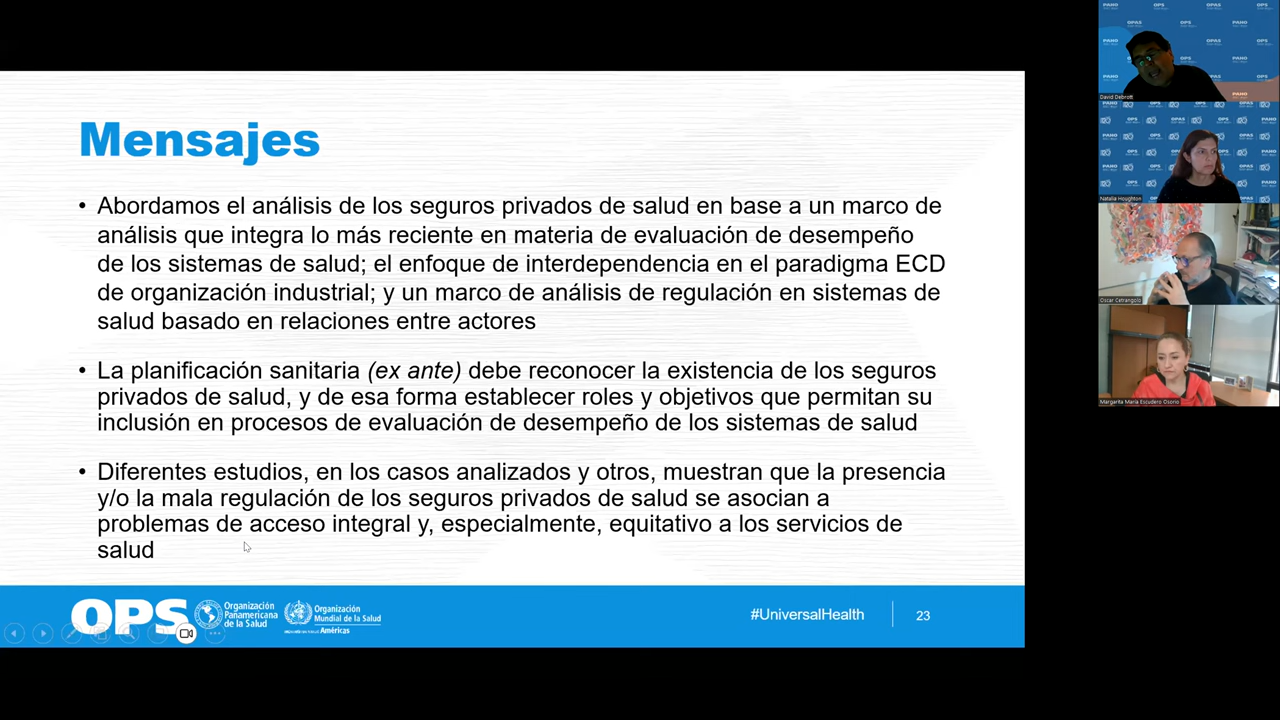 Mensajes
• Abordamos el análisis de los seguros privados de salud en base a un marco de
análisis que integra lo más reciente en materia de evaluación de desempeño
de los sistemas de salud; el enfoque de interdependencia en el paradigma ECD
de organización industrial; y un marco de análisis de regulación en sistemas de
salud basado en relaciones entre actores
• La planificación sanitaria (ex ante) debe reconocer la existencia de los seguros
privados de salud, y de esa forma establecer roles y objetivos que permitan su
inclusión en procesos de evaluación de desempeño de los sistemas de salud
• Diferentes estudios, en los casos analizados y otros, muestran que la presencia
y/o la mala regulación de los seguros privados de salud se asocian a
problemas de acceso integral y, especialmente, equitativo a los servicios de
salud
OPS
Organización
Panamericana
de la Salud
Organización
Mundial de la Salud
Américas
#UniversalHealth
23
David Debrott
Natalia Houghton
Oscar Cetrangolo
Margarita María Escudero Osorio